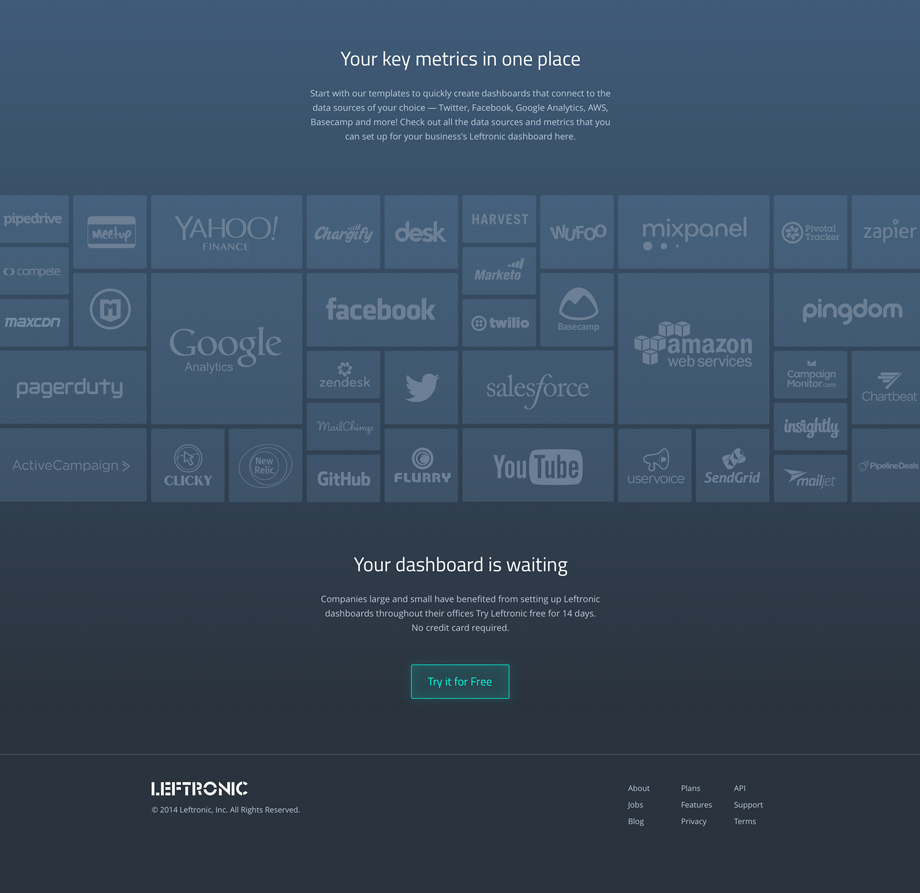 Your key metrics in one place
Start with our templates to quickly create dashboards that connect to the
data sources of your choice — Twitter, Facebook, Google Analytics, AWS,
Basecamp and more! Check out all the data sources and metrics that you
can set up for your business's Leftronic dashboard here.
pipedrive
Meetup
YAHOO!
FINANCE
Chargify
desk
HARVEST
WUFOO
mixpanel
Pivotal
Tracker
zapier
compete
Marketo
maxcdn
M
Google
Analytics
facebook
twilio
Basecamp
amazon
web services
pingdom
pagerduty
zendesk
salesforce
Campaign
Monitor.com
Chartbeat
MailChimp
insightly
ActiveCampaign >
CLICKY
New
Relic.
GitHub
FLURRY
YouTube
uservoice
SendGrid
mailjet
PipelineDeals
Your dashboard is waiting
Companies large and small have benefited from setting up Leftronic
dashboards throughout their offices Try Leftronic free for 14 days.
No credit card required.
Try it for Free
LEFTRONIC
© 2014 Leftronic, Inc. All Rights Reserved.
About Plans API
Jobs Features Support
Blog Privacy Terms